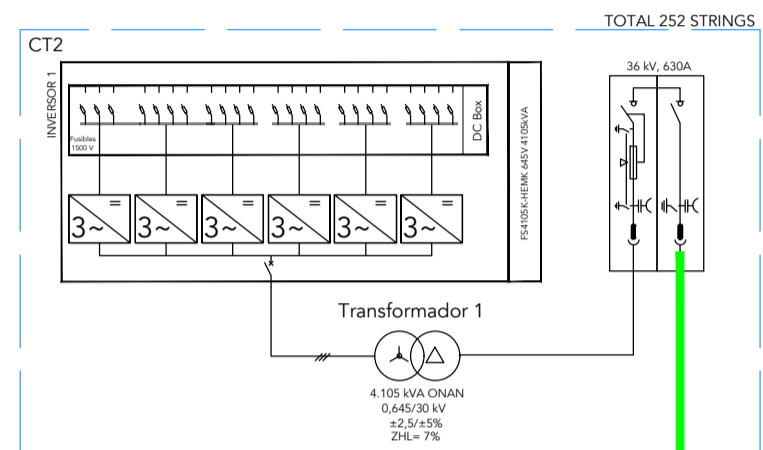 TOTAL 252 STRINGS
CT2
36 kV, 630A
INVERSOR 1
Fusibles
1500 V
DC Box
FS4105K-HEMK 645V 4105kVA
3~ = 3~ = 3~ = 3~ = 3~ = 3~ =
Transformador 1
4.105 kVA ONAN
0,645/30 kV
±2,5/±5%
ZHL= 7%